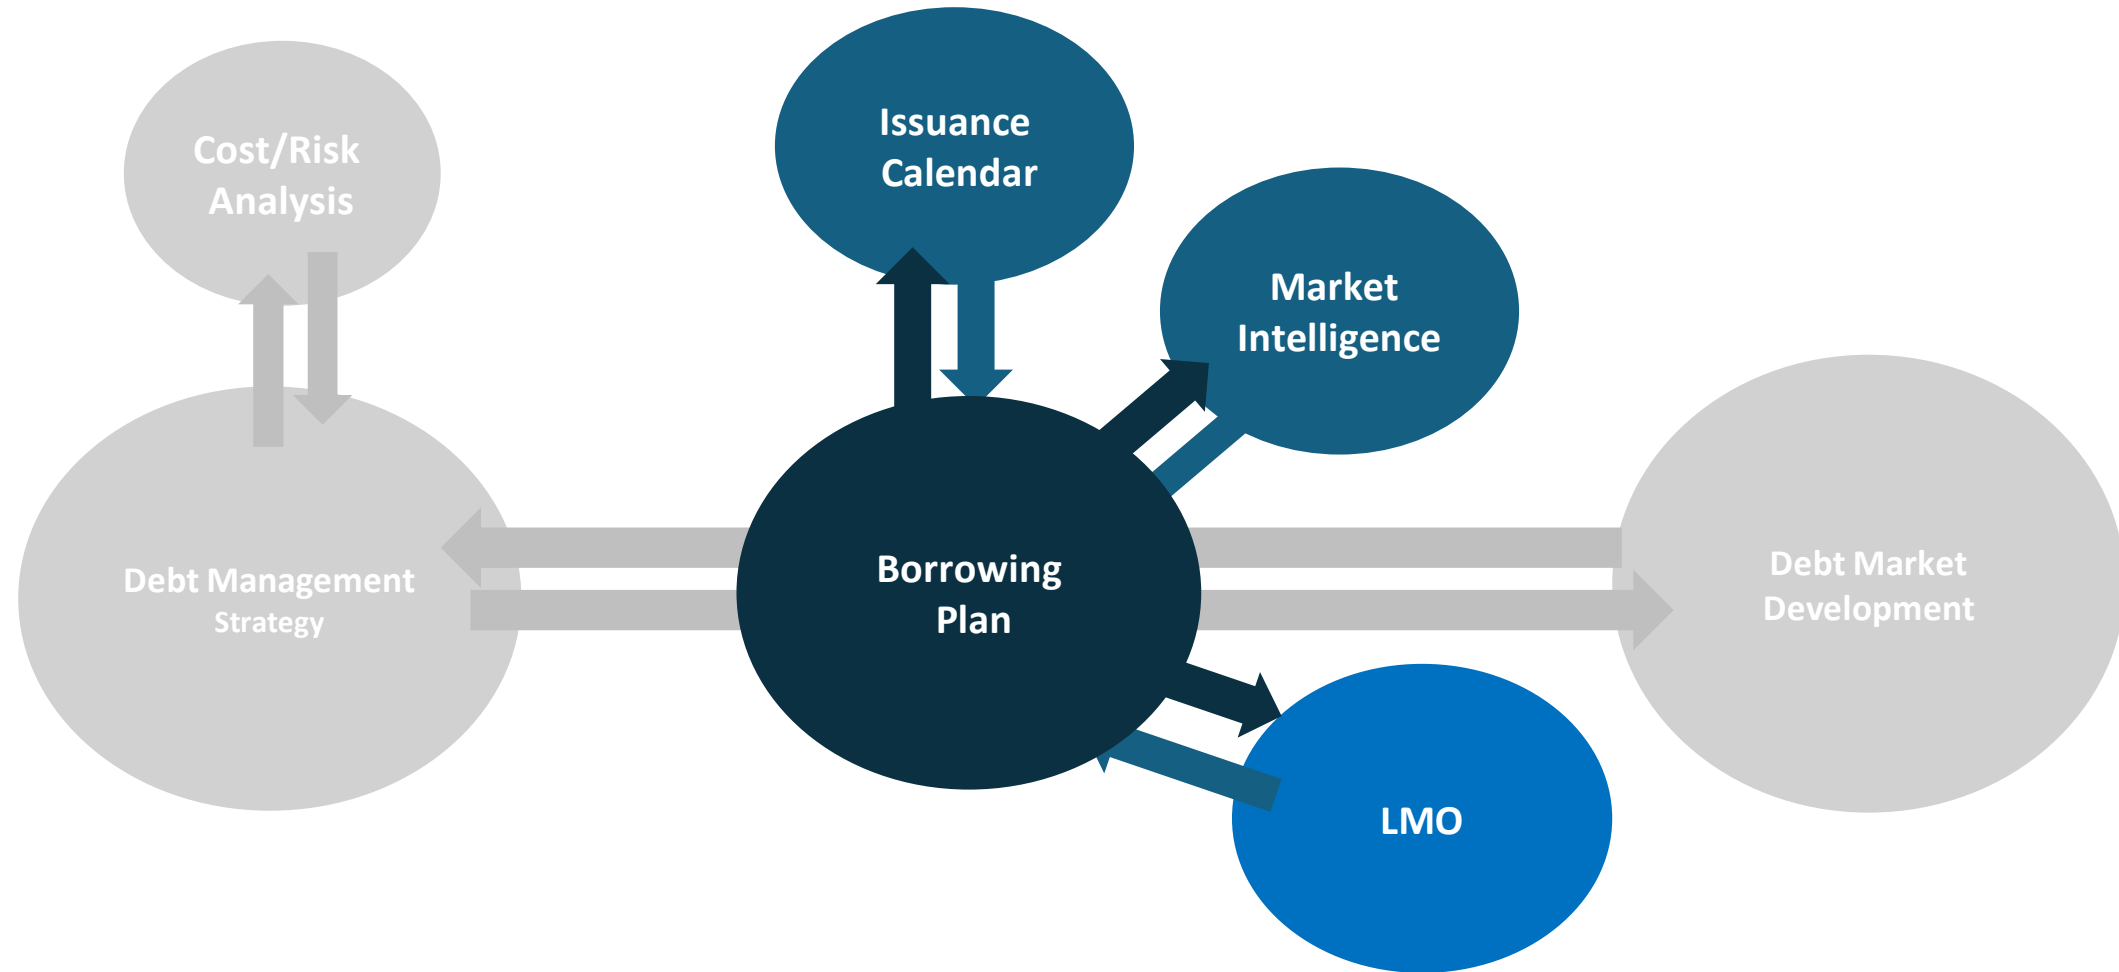 Issuance
Calendar
Cost/Risk
Analysis
Market
Intelligence
Debt Management
Strategy
Borrowing
Plan
Debt Market
Development
LMO